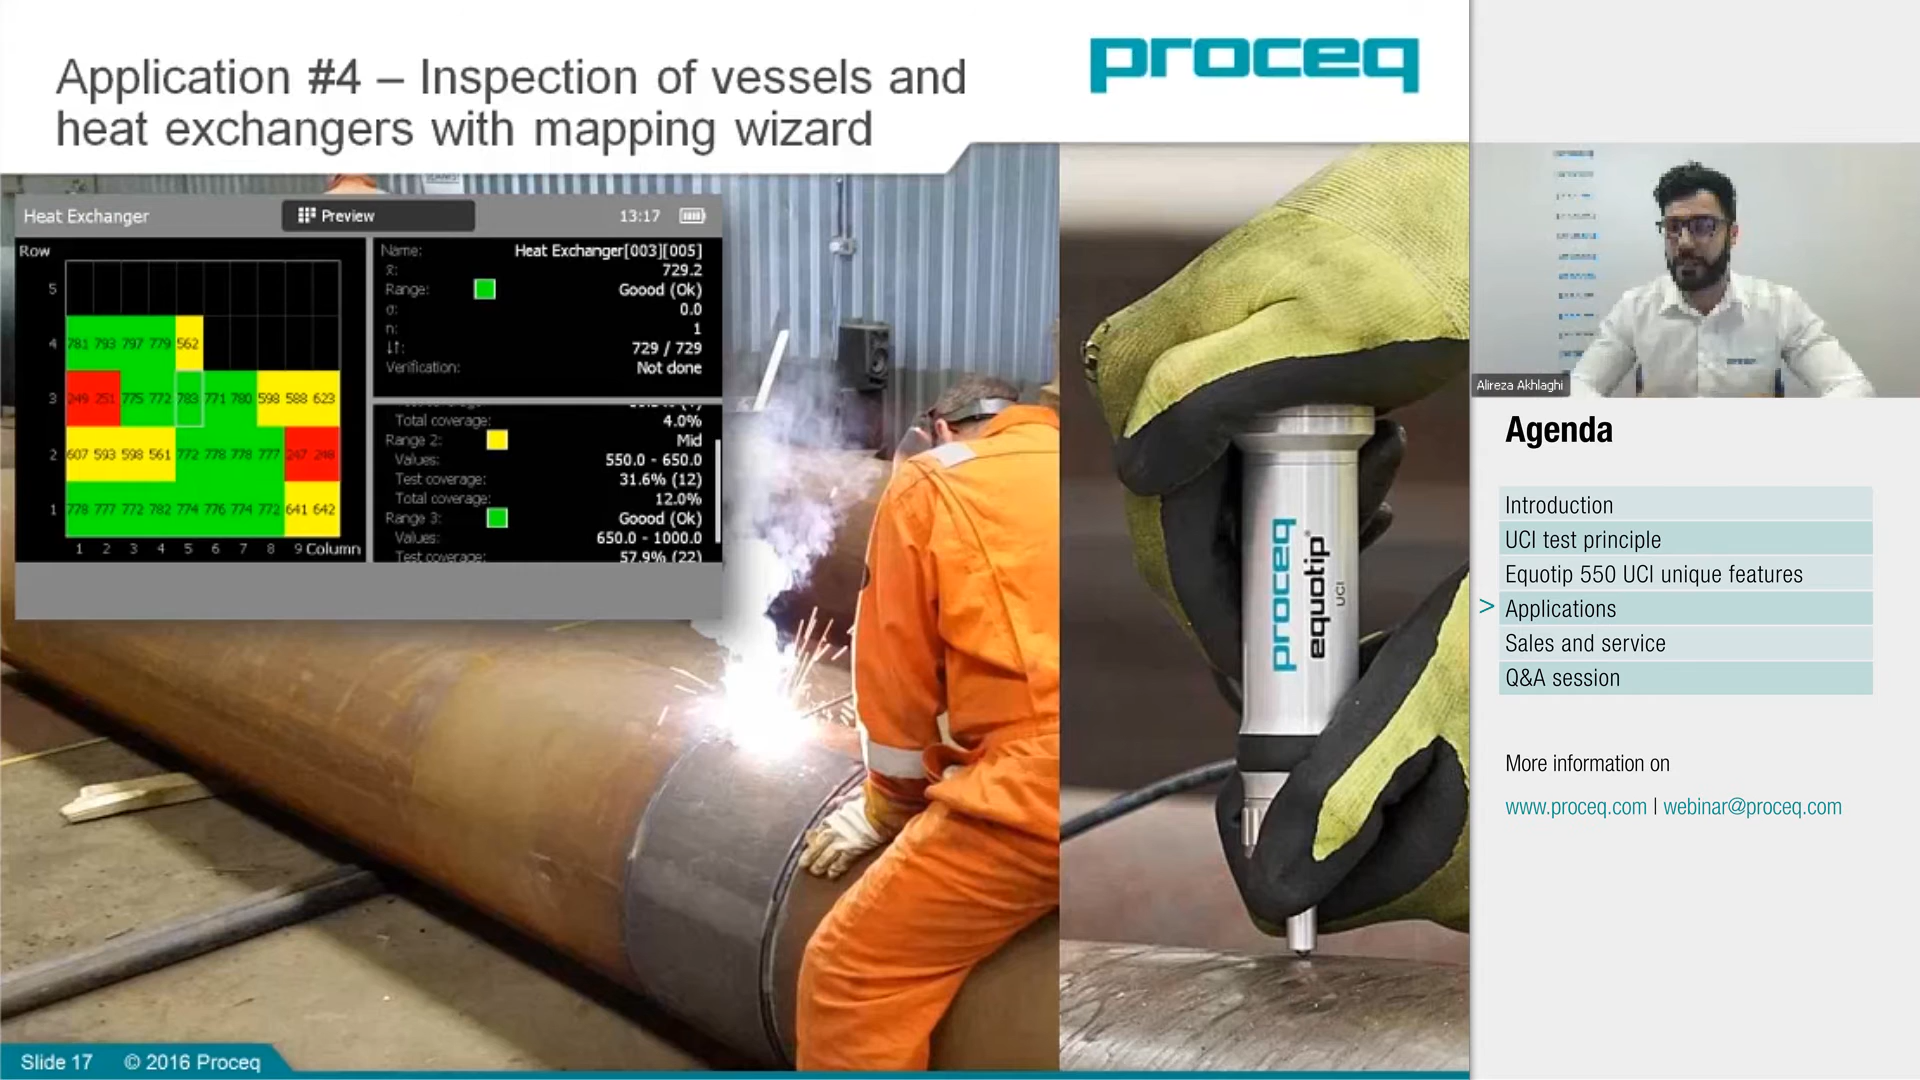 Application #4 – Inspection of vessels and
heat exchangers with mapping wizard
proceq
Heat Exchanger
Preview
13:17
Row
5
4 781 793 797 779 562
3 249 251 775 772 783 771 780 598 588 623
2 607 593 598 561 772 778 778 777 247 248
1 778 777 772 782 774 776 774 772 641 642
1 2 3 4 5 6 7 8 9 Column
Name: Heat Exchanger[003][005]
x̄: 729.2
Range: Goood (Ok)
σ: 0.0
n: 1
↓↑: 729 / 729
Verification: Not done
Total coverage: 4.0%
Range 2: Mid
Values: 550.0 - 650.0
Test coverage: 31.6% (12)
Total coverage: 12.0%
Range 3: Goood (Ok)
Values: 650.0 - 1000.0
Test coverage: 57.9% (22)
proceq
equotip®
UCI
Slide 17 © 2016 Proceq
Alireza Akhlaghi
Agenda
Introduction
UCI test principle
Equotip 550 UCI unique features
> Applications
Sales and service
Q&A session
More information on
www.proceq.com | webinar@proceq.com